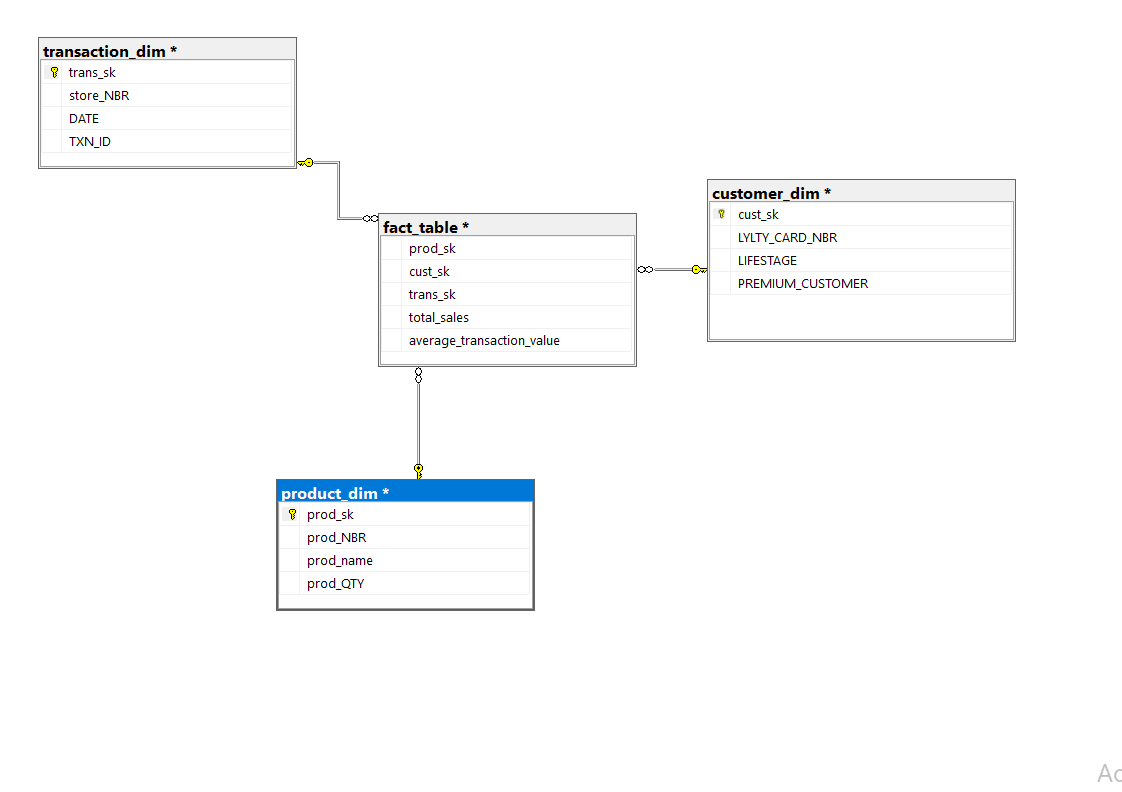 transaction_dim *
trans_sk
store_NBR
DATE
TXN_ID
fact_table *
prod_sk
cust_sk
trans_sk
total_sales
average_transaction_value
customer_dim *
cust_sk
LYLTY_CARD_NBR
LIFESTAGE
PREMIUM_CUSTOMER
product_dim *
prod_sk
prod_NBR
prod_name
prod_QTY
Ac